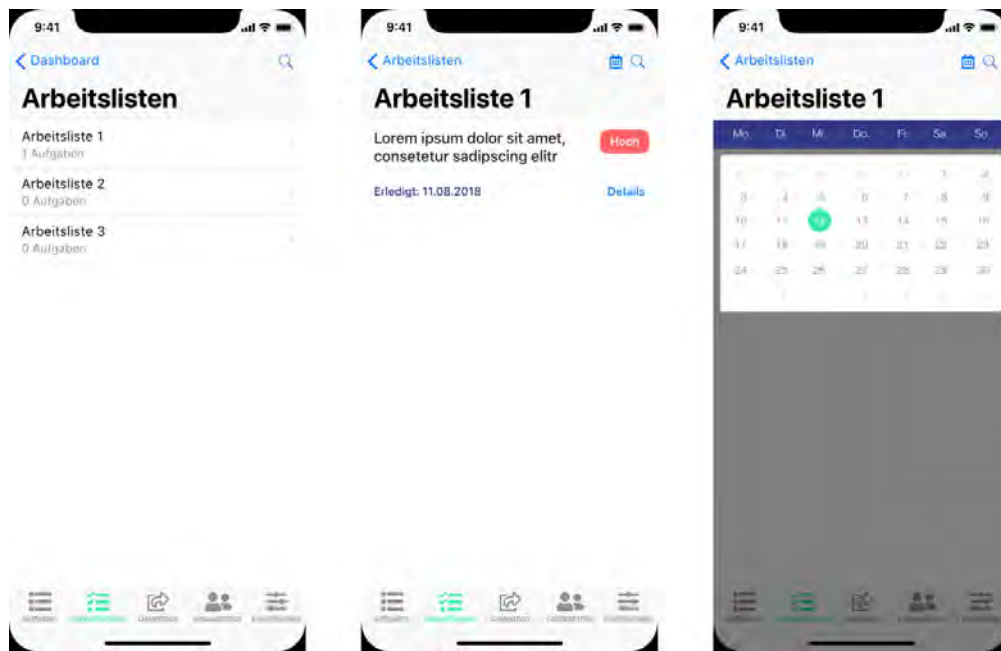 9:41
Dashboard
Arbeitslisten
Arbeitsliste 1
1 Aufgaben
Arbeitsliste 2
0 Aufgaben
Arbeitsliste 3
0 Aufgaben
9:41
Arbeitslisten
Arbeitsliste 1
Lorem ipsum dolor sit amet,
consetetur sadipscing elitr
Hoch
Erledigt: 11.08.2018
Details
9:41
Arbeitslisten
Arbeitsliste 1
Mo. Di. Mi. Do. Fr. Sa. So.
1 2
3 4 5 6 7 8 9
10 11 12 13 14 15 16
17 18 19 20 21 22 23
24 25 26 27 28 29 30